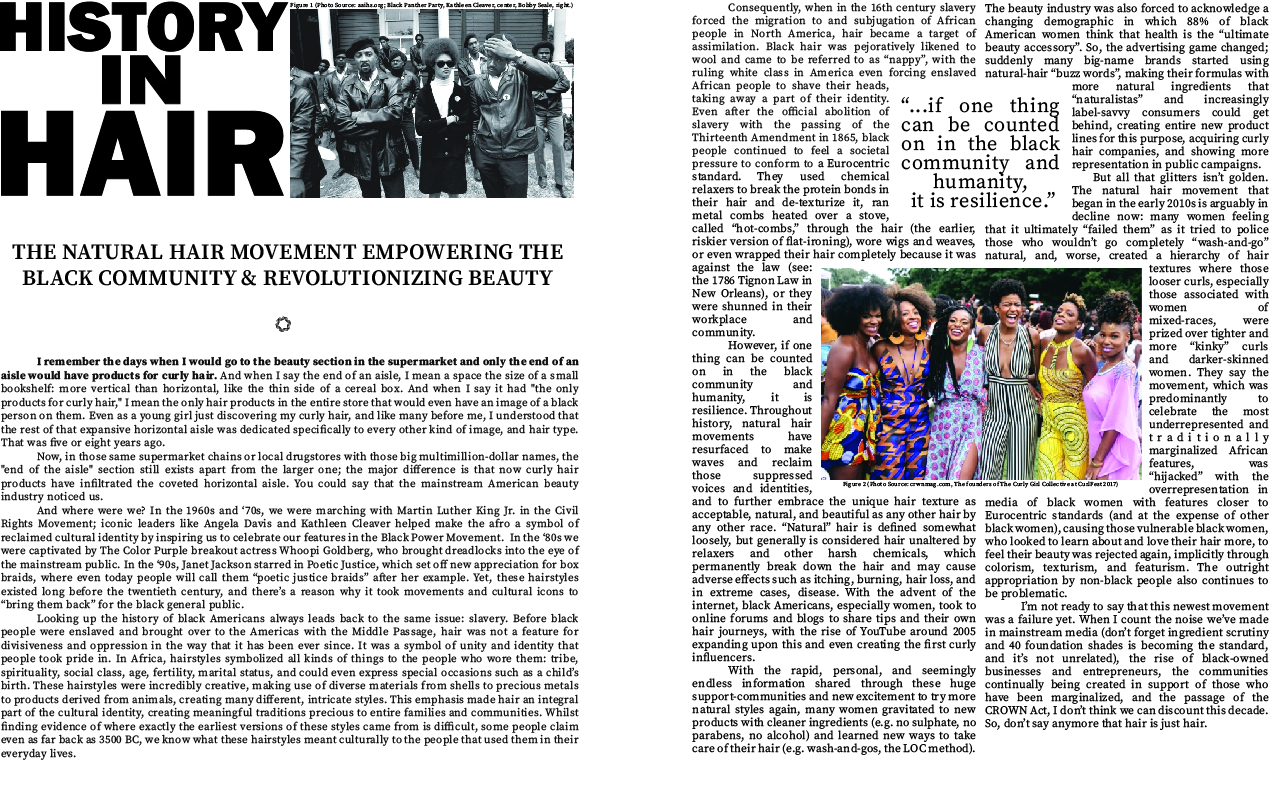 HISTORY
IN
HAIR
Figure 1 (Photo Source: aaiha.org; Black Panther Party, Kathleen Cleaver, center, Bobby Seale, right.)
THE NATURAL HAIR MOVEMENT EMPOWERING THE
BLACK COMMUNITY & REVOLUTIONIZING BEAUTY
I remember the days when I would go to the beauty section in the supermarket and only the end of an
aisle would have products for curly hair. And when I say the end of an aisle, I mean a space the size of a small
bookshelf: more vertical than horizontal, like the thin side of a cereal box. And when I say it had "the only
products for curly hair," I mean the only hair products in the entire store that would even have an image of a black
person on them. Even as a young girl just discovering my curly hair, and like many before me, I understood that
the rest of that expansive horizontal aisle was dedicated specifically to every other kind of image, and hair type.
That was five or eight years ago.
Now, in those same supermarket chains or local drugstores with those big multimillion-dollar names, the
"end of the aisle" section still exists apart from the larger one; the major difference is that now curly hair
products have infiltrated the coveted horizontal aisle. You could say that the mainstream American beauty
industry noticed us.
And where were we? In the 1960s and ‘70s, we were marching with Martin Luther King Jr. in the Civil
Rights Movement; iconic leaders like Angela Davis and Kathleen Cleaver helped make the afro a symbol of
reclaimed cultural identity by inspiring us to celebrate our features in the Black Power Movement. In the ‘80s we
were captivated by The Color Purple breakout actress Whoopi Goldberg, who brought dreadlocks into the eye of
the mainstream public. In the ‘90s, Janet Jackson starred in Poetic Justice, which set off new appreciation for box
braids, where even today people will call them “poetic justice braids” after her example. Yet, these hairstyles
existed long before the twentieth century, and there’s a reason why it took movements and cultural icons to
“bring them back” for the black general public.
Looking up the history of black Americans always leads back to the same issue: slavery. Before black
people were enslaved and brought over to the Americas with the Middle Passage, hair was not a feature for
divisiveness and oppression in the way that it has been ever since. It was a symbol of unity and identity that
people took pride in. In Africa, hairstyles symbolized all kinds of things to the people who wore them: tribe,
spirituality, social class, age, fertility, marital status, and could even express special occasions such as a child’s
birth. These hairstyles were incredibly creative, making use of diverse materials from shells to precious metals
to products derived from animals, creating many different, intricate styles. This emphasis made hair an integral
part of the cultural identity, creating meaningful traditions precious to entire families and communities. Whilst
finding evidence of where exactly the earliest versions of these styles came from is difficult, some people claim
even as far back as 3500 BC, we know what these hairstyles meant culturally to the people that used them in their
everyday lives.
Consequently, when in the 16th century slavery
forced the migration to and subjugation of African
people in North America, hair became a target of
assimilation. Black hair was pejoratively likened to
wool and came to be referred to as “nappy”, with the
ruling white class in America even forcing enslaved
African people to shave their heads,
taking away a part of their identity.
Even after the official abolition of
slavery with the passing of the
Thirteenth Amendment in 1865, black
people continued to feel a societal
pressure to conform to a Eurocentric
standard. They used chemical
relaxers to break the protein bonds in
their hair and de-texturize it, ran
metal combs heated over a stove,
called “hot-combs,” through the hair (the earlier,
riskier version of flat-ironing), wore wigs and weaves,
or even wrapped their hair completely because it was
against the law (see:
the 1786 Tignon Law in
New Orleans), or they
were shunned in their
workplace and
community.
However, if one
thing can be counted
on in the black
community and
humanity, it is
resilience. Throughout
history, natural hair
movements have
resurfaced to make
waves and reclaim
those suppressed
voices and identities,
and to further embrace the unique hair texture as
acceptable, natural, and beautiful as any other hair by
any other race. “Natural” hair is defined somewhat
loosely, but generally is considered hair unaltered by
relaxers and other harsh chemicals, which
permanently break down the hair and may cause
adverse effects such as itching, burning, hair loss, and
in extreme cases, disease. With the advent of the
internet, black Americans, especially women, took to
online forums and blogs to share tips and their own
hair journeys, with the rise of YouTube around 2005
expanding upon this and even creating the first curly
influencers.
With the rapid, personal, and seemingly
endless information shared through these huge
support-communities and new excitement to try moat
natural styles again, many women gravitated to new
products with cleaner ingredients (e.g. no sulphate, no
parabens, no alcohol) and learned new ways to take
care of their hair (e.g. wash-and-gos, the LOC method).
“...if one thing
can be counted
on in the black
community and
humanity,
it is resilience.”
Figure 2 (Photo Source: crwnmag.com, The founders of The Curly Girl Collective at CurlFest 2017)
The beauty industry was also forced to acknowledge a
changing demographic in which 88% of black
American women think that health is the “ultimate
beauty accessory”. So, the advertising game changed;
suddenly many big-name brands started using
natural-hair “buzz words”, making their formulas with
more natural ingredients that
“naturalistas” and increasingly
label-savvy consumers could get
behind, creating entire new product
lines for this purpose, acquiring curly
hair companies, and showing more
representation in public campaigns.
But all that glitters isn’t golden.
The natural hair movement that
began in the early 2010s is arguably in
decline now: many women feeling
that it ultimately “failed them” as it tried to police
those who wouldn’t go completely “wash-and-go”
natural, and, worse, created a hierarchy of hair
textures where those
looser curls, especially
those associated with
women of
mixed-races, were
prized over tighter and
more “kinky” curls
and darker-skinned
women. They say the
movement, which was
predominantly to
celebrate the most
underrepresented and
traditionally
marginalized African
features, was
“hijacked” with the
overrepresentation in
media of black women with features closer to
Eurocentric standards (and at the expense of other
black women), causing those vulnerable black women,
who looked to learn about and love their hair more, to
feel their beauty was rejected again, implicitly through
colorism, texturism, and featurism. The outright
appropriation by non-black people also continues to
be problematic.
I’m not ready to say that this newest movement
was a failure yet. When I count the noise we’ve made
in mainstream media (don’t forget ingredient scrutiny
and 40 foundation shades is becoming the standard,
and it’s not unrelated), the rise of black-owned
businesses and entrepreneurs, the communities
continually being created in support of those who
have been marginalized, and the passage of the
CROWN Act, I don’t think we can discount this decade.
So, don’t say anymore that hair is just hair.